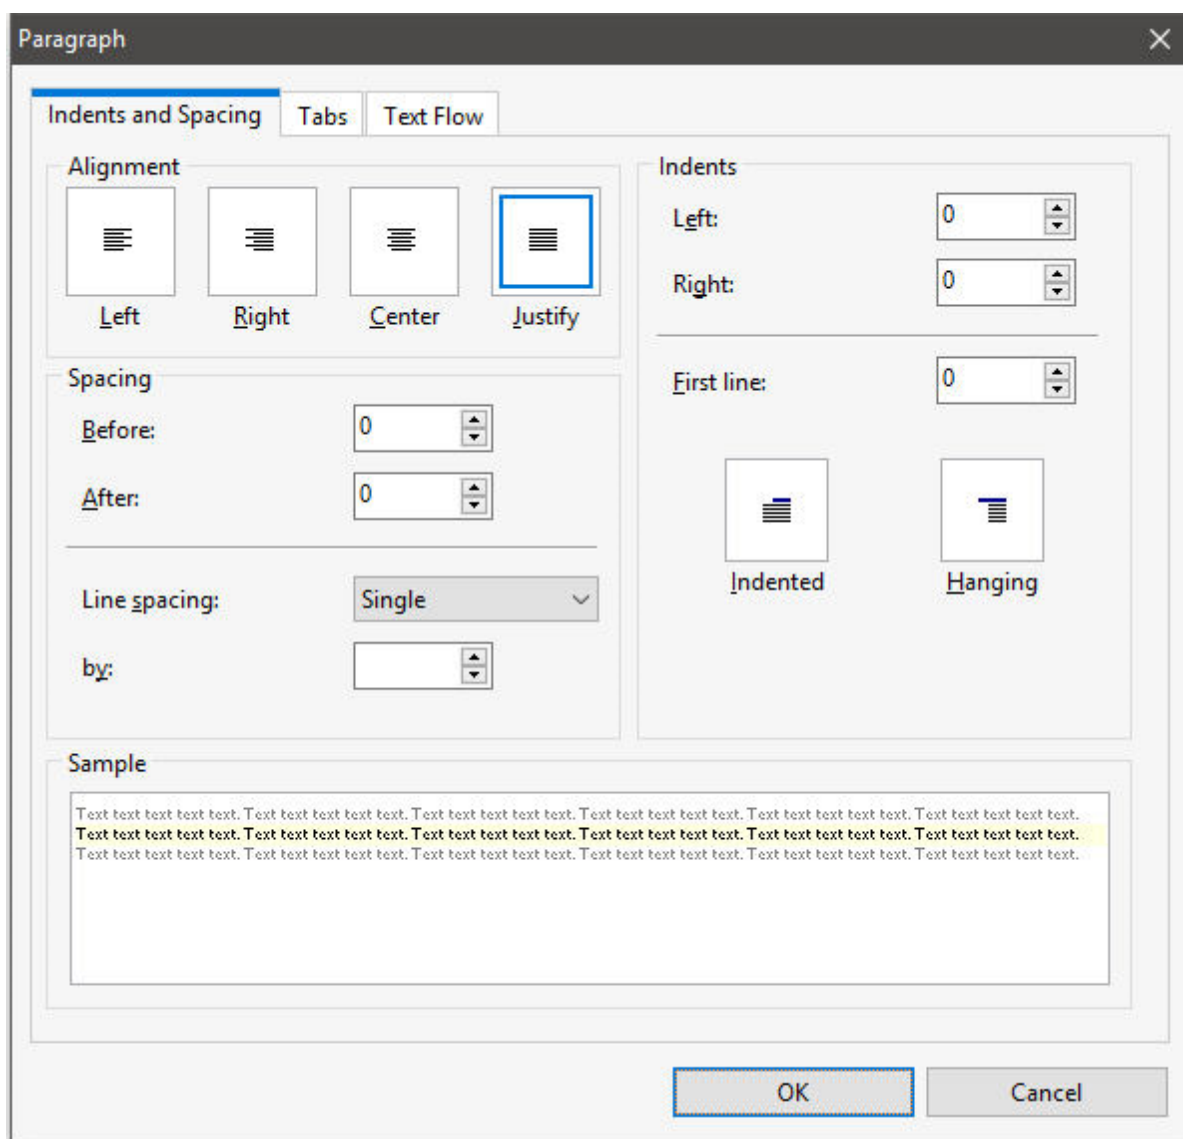 Paragraph
Indents and Spacing Tabs Text Flow
Alignment
Left Right Center Justify
Spacing
Before: 0
After: 0
Line spacing: Single
by:
Indents
Left: 0
Right: 0
First line: 0
Indented Hanging
Sample
Text text text text text. Text text text text text. Text text text text text. Text text text text text. Text text text text text. Text text text text text.
Text text text text text. Text text text text text. Text text text text text. Text text text text text. Text text text text text. Text text text text text.
Text text text text text. Text text text text text. Text text text text text. Text text text text text. Text text text text text. Text text text text text.
OK Cancel